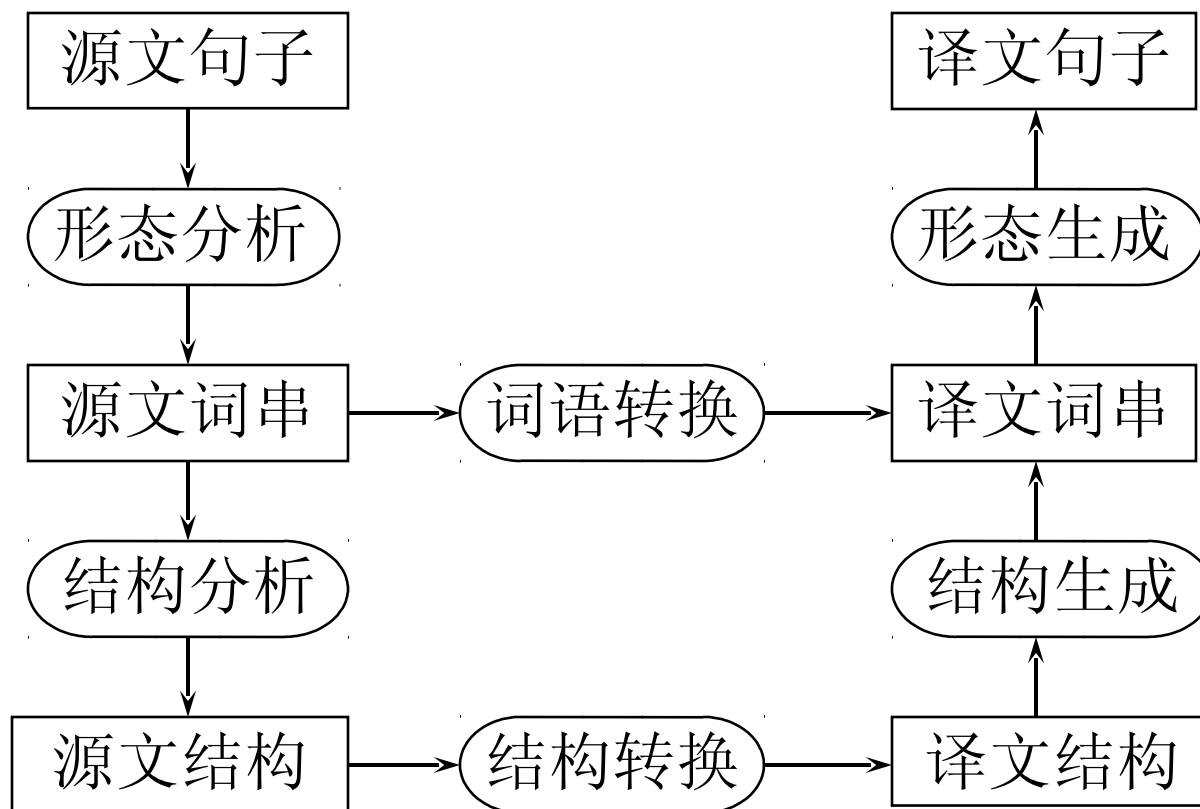 源文句子
译文句子
形态分析
形态生成
源文词串
词语转换
译文词串
结构分析
结构生成
源文结构
结构转换
译文结构